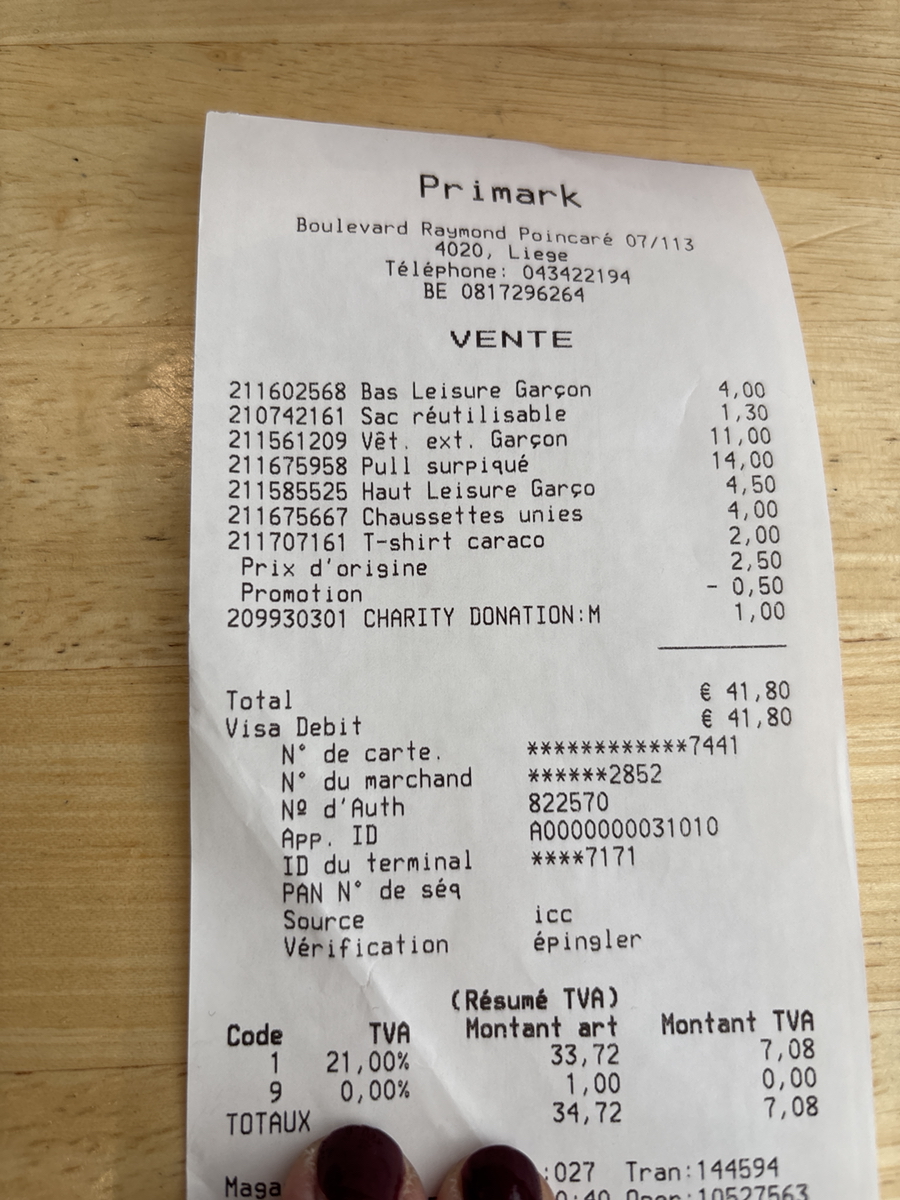 Primark
Boulevard Raymond Poincaré 07/113
4020, Liege
Téléphone: 043422194
BE 0817296264
VENTE
211602568 Bas Leisure Garçon 4,00
210742161 Sac réutilisable 1,30
211561209 Vêt. ext. Garçon 11,00
211675958 Pull surpiqué 14,00
211585525 Haut Leisure Garço 4,50
211675667 Chaussettes unies 4,00
211707161 T-shirt caraco 2,00
Prix d'origine 2,50
Promotion - 0,50
209930301 CHARITY DONATION:M 1,00
Total € 41,80
Visa Debit € 41,80
N° de carte. ************7441
N° du marchand ******2852
Nº d'Auth 822570
App. ID A0000000031010
ID du terminal ****7171
PAN N° de séq
Source icc
Vérification épingler
(Résumé TVA)
Code TVA Montant art Montant TVA
1 21,00% 33,72 7,08
9 0,00% 1,00 0,00
TOTAUX 34,72 7,08
Maga :027 Tran:144594
0:40 Oper:10527563